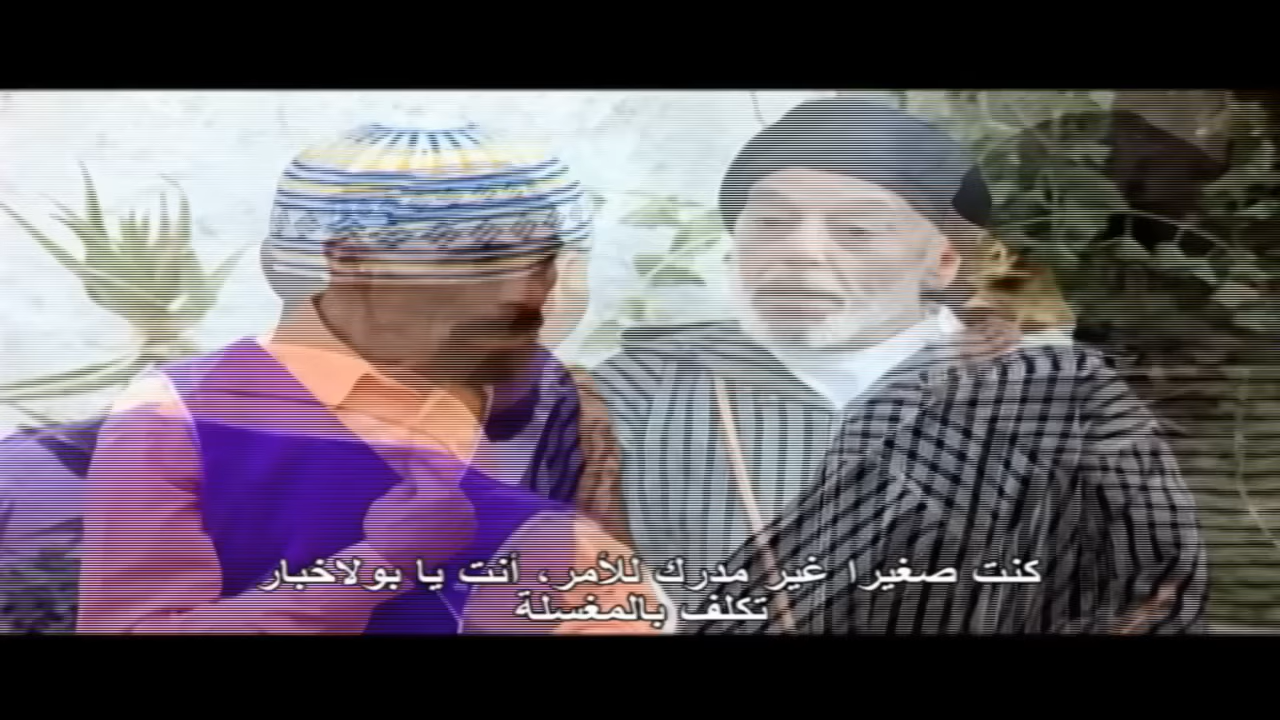 كنت صغيرا غير مدرك للأمر، أنت يا بولاخبار
تكلف بالمغسلة